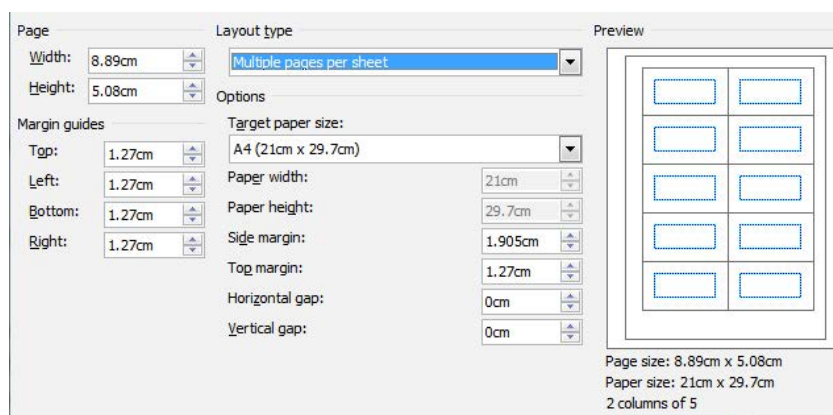 Page
Width: 8.89cm
Height: 5.08cm
Margin guides
Top: 1.27cm
Left: 1.27cm
Bottom: 1.27cm
Right: 1.27cm
Layout type
Multiple pages per sheet
Options
Target paper size:
A4 (21cm x 29.7cm)
Paper width: 21cm
Paper height: 29.7cm
Side margin: 1.905cm
Top margin: 1.27cm
Horizontal gap: 0cm
Vertical gap: 0cm
Preview
Page size: 8.89cm x 5.08cm
Paper size: 21cm x 29.7cm
2 columns of 5